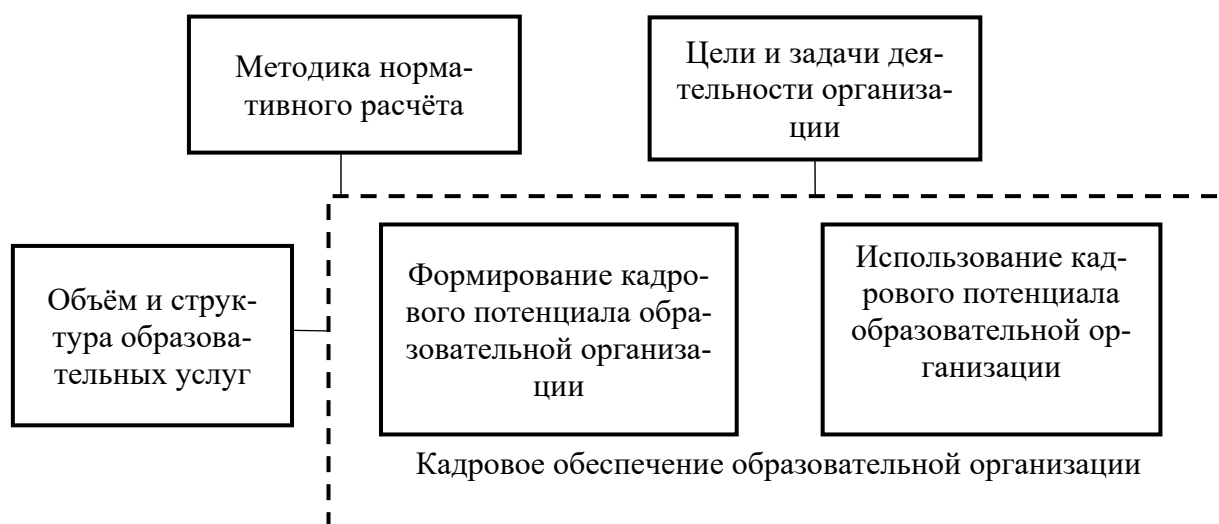 Методика норма-
тивного расчёта
Цели и задачи дея-
тельности организа-
ции
Объём и струк-
тура образова-
тельных услуг
Формирование кадро-
вого потенциала обра-
зовательной организа-
ции
Использование кад-
рового потенциала
образовательной ор-
ганизации
Кадровое обеспечение образовательной организации